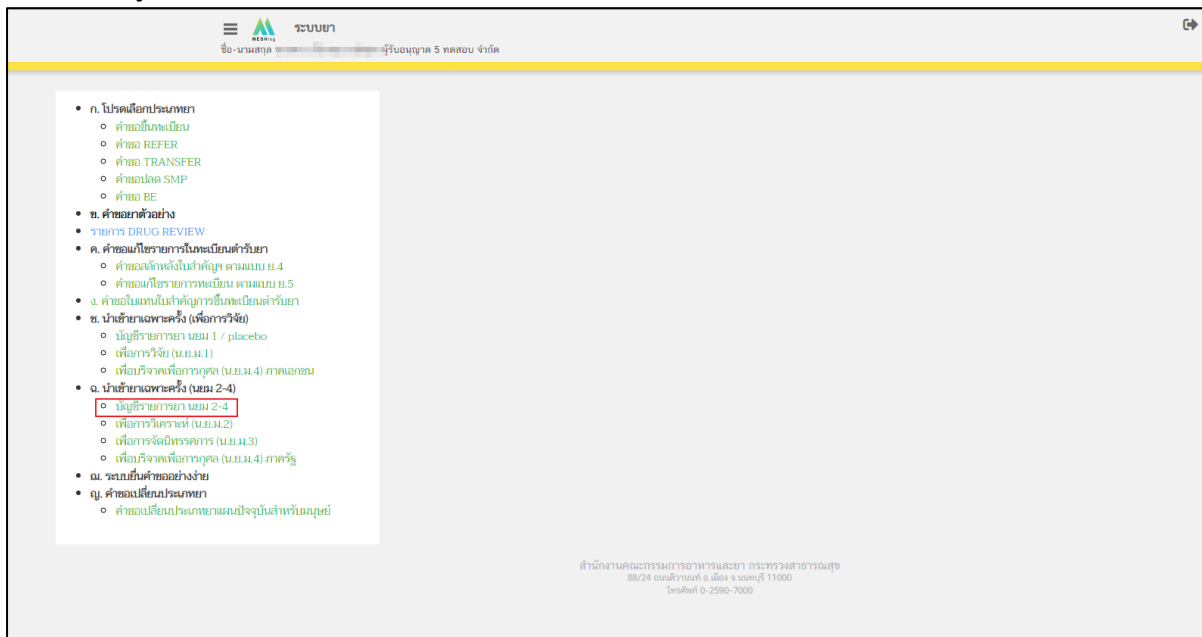 ระบบยา
MEDHing
ชื่อ-นามสกุล ผู้รับอนุญาต 5 ทดสอบ จำกัด
ก. โปรดเลือกประเภทยา
คำขอขึ้นทะเบียน
คำขอ REFER
คำขอ TRANSFER
คำขอปลด SMP
คำขอ BE
ข. คำขอยาตัวอย่าง
รายการ DRUG REVIEW
ค. คำขอแก้ไขรายการในทะเบียนตำรับยา
คำขอสลักหลังใบสำคัญฯ ตามแบบ ย.4
คำขอแก้ไขรายการทะเบียน ตามแบบ ย.5
ง. คำขอใบแทนใบสำคัญการขึ้นทะเบียนตำรับยา
ช. นำเข้ายาเฉพาะครั้ง (เพื่อการวิจัย)
บัญชีรายการยา นยม 1 / placebo
เพื่อการวิจัย (น.ย.ม.1)
เพื่อบริจาคเพื่อการกุศล (น.ย.ม.4) ภาคเอกชน
ฉ. นำเข้ายาเฉพาะครั้ง (นยม 2-4)
บัญชีรายการยา นยม 2-4
เพื่อการวิเคราะห์ (น.ย.ม.2)
เพื่อการจัดนิทรรศการ (น.ย.ม.3)
เพื่อบริจาคเพื่อการกุศล (น.ย.ม.4) ภาครัฐ
ฌ. ระบบยื่นคำขออย่างง่าย
ญ. คำขอเปลี่ยนประเภทยา
คำขอเปลี่ยนประเภทยาแผนปัจจุบันสำหรับมนุษย์
สำนักงานคณะกรรมการอาหารและยา กระทรวงสาธารณสุข
88/24 ถนนติวานนท์ อ.เมือง จ.นนทบุรี 11000
โทรศัพท์ 0-2590-7000